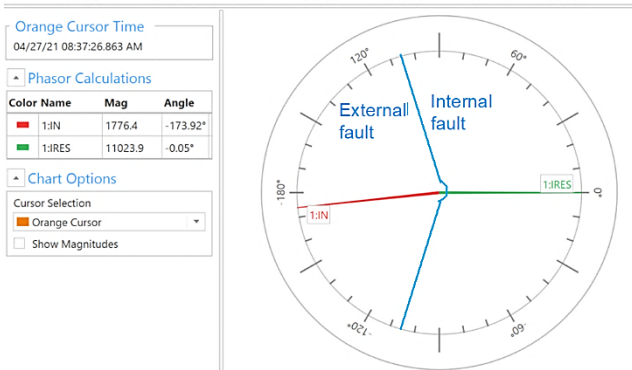 Orange Cursor Time
04/27/21 08:37:26.863 AM
Phasor Calculations
Color Name Mag Angle
1:IN 1776.4 -173.92°
1:IRES 11023.9 -0.05°
Chart Options
Cursor Selection
Orange Cursor
Show Magnitudes
120°
60°
External fault
Internal fault
-180°
1:IN
1:IRES
0°
-120°
-60°